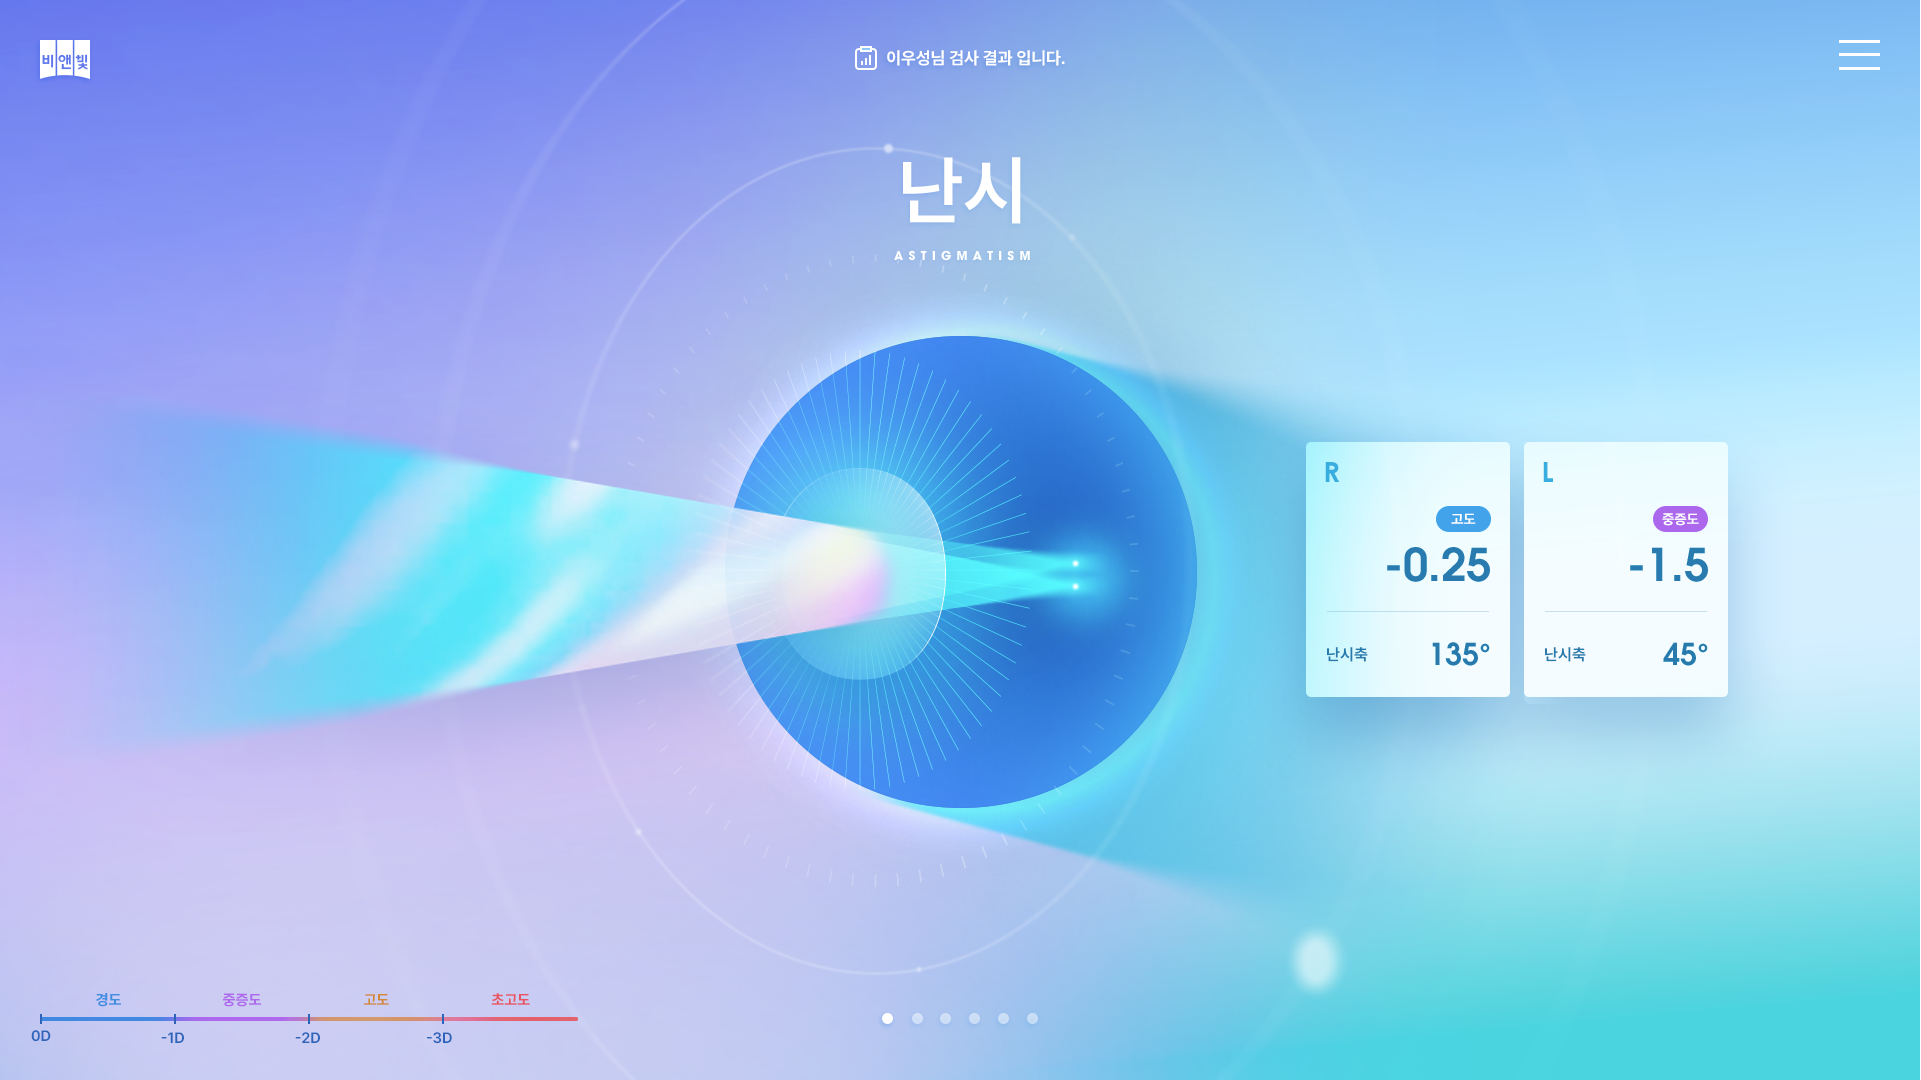 비앤빛
이우성님 검사 결과 입니다.
난시
ASTIGMATISM
R
고도
-0.25
난시축 135°
L
중증도
-1.5
난시축 45°
경도 중증도 고도 초고도
0D -1D -2D -3D